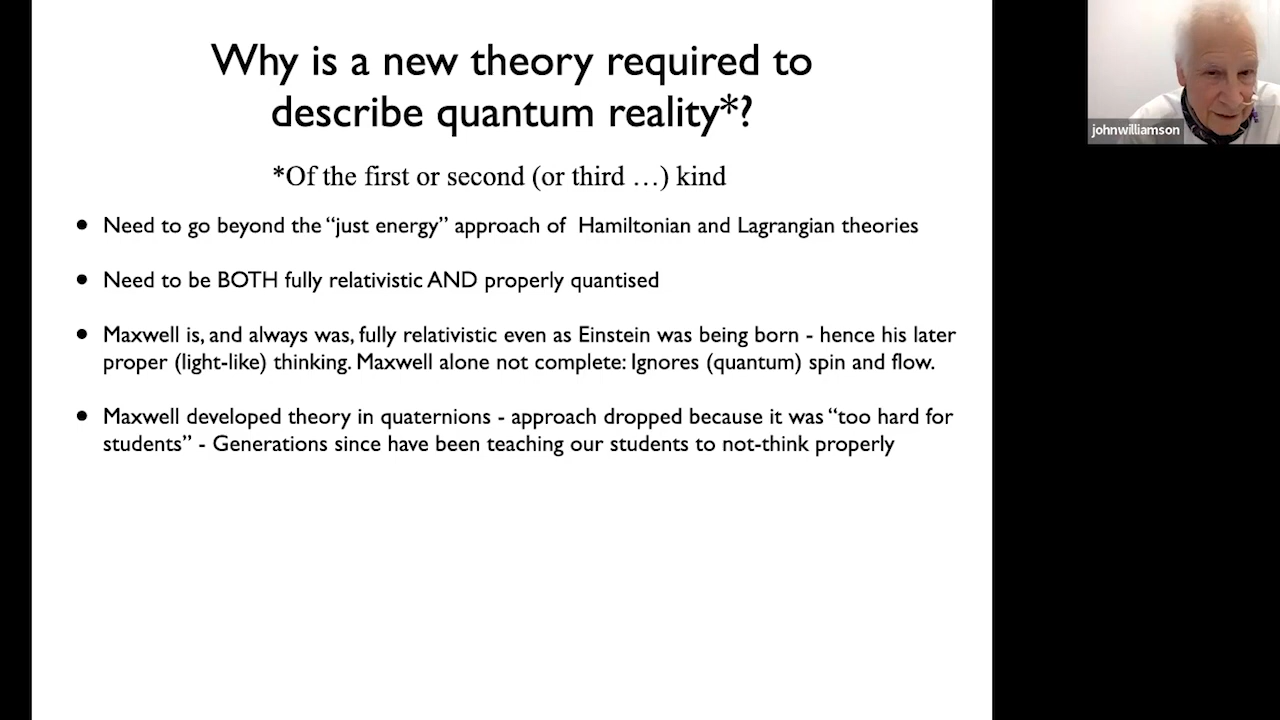 Why is a new theory required to
describe quantum reality*?
*Of the first or second (or third …) kind
• Need to go beyond the “just energy” approach of Hamiltonian and Lagrangian theories
• Need to be BOTH fully relativistic AND properly quantised
• Maxwell is, and always was, fully relativistic even as Einstein was being born - hence his later
proper (light-like) thinking. Maxwell alone not complete: Ignores (quantum) spin and flow.
• Maxwell developed theory in quaternions - approach dropped because it was “too hard for
students” - Generations since have been teaching our students to not-think properly
johnwilliamson